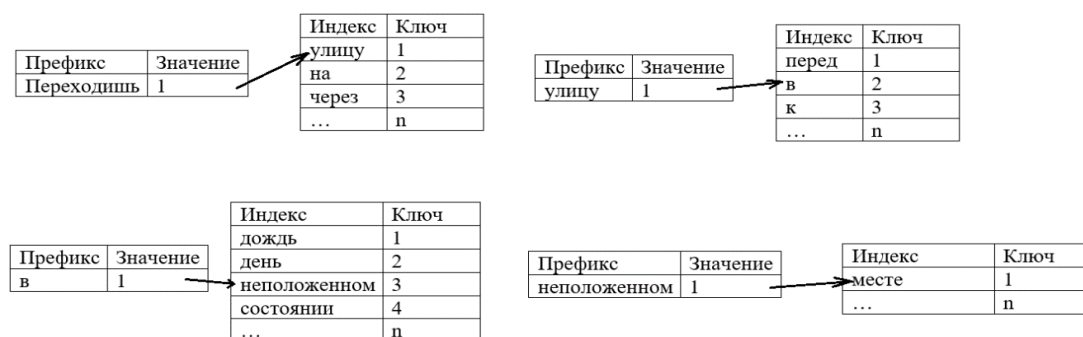 Префикс Значение
Переходишь 1
Индекс Ключ
улицу 1
на 2
через 3
... n
Префикс Значение
улицу 1
Индекс Ключ
перед 1
в 2
к 3
... n
Префикс Значение
в 1
Индекс Ключ
дождь 1
день 2
неположенном 3
состоянии 4
... n
Префикс Значение
неположенном 1
Индекс Ключ
месте 1
... n